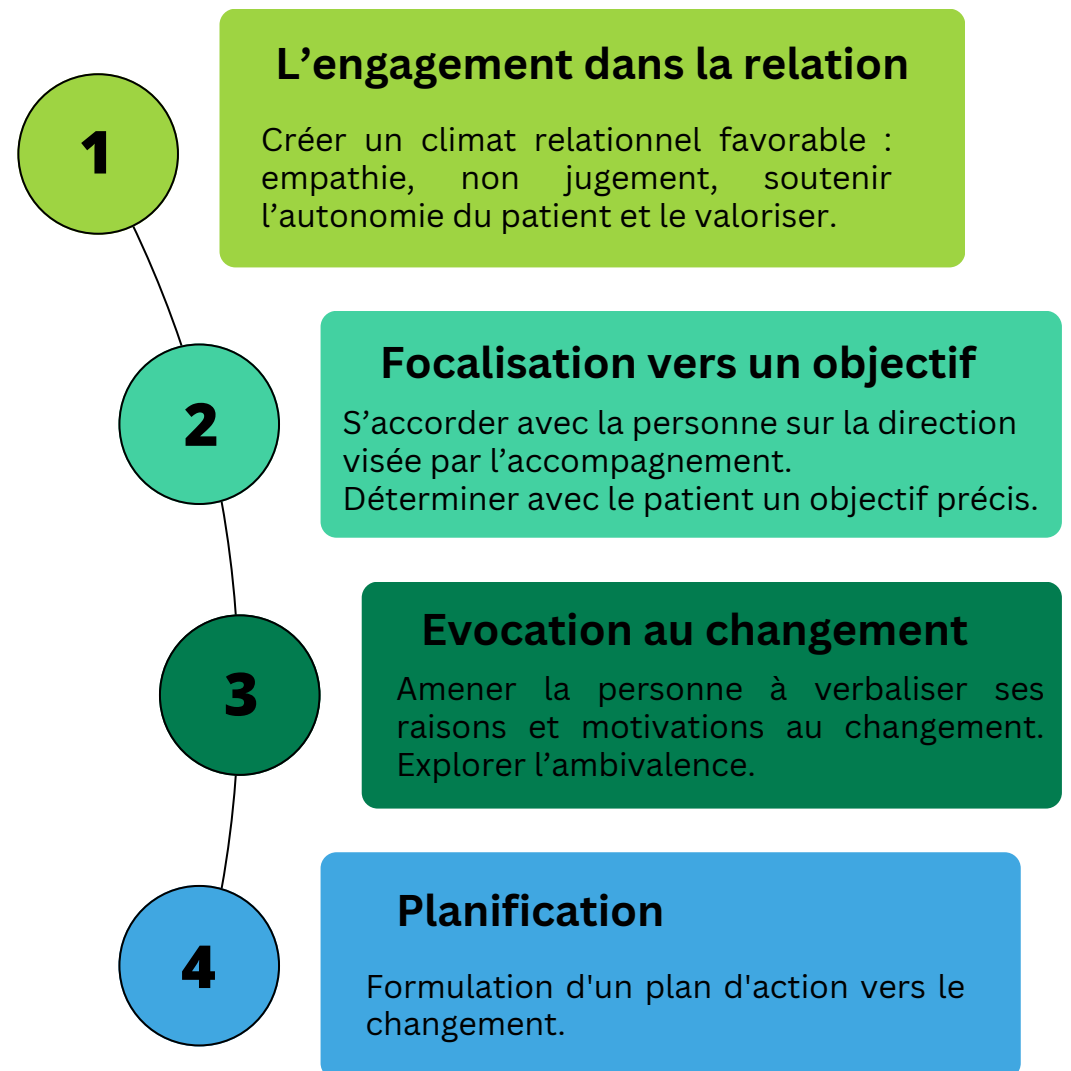 1
L’engagement dans la relation
Créer un climat relationnel favorable :
empathie, non jugement, soutenir
l’autonomie du patient et le valoriser.
2
Focalisation vers un objectif
S’accorder avec la personne sur la direction
visée par l’accompagnement.
Déterminer avec le patient un objectif précis.
3
Evocation au changement
Amener la personne à verbaliser ses
raisons et motivations au changement.
Explorer l’ambivalence.
4
Planification
Formulation d'un plan d'action vers le
changement.